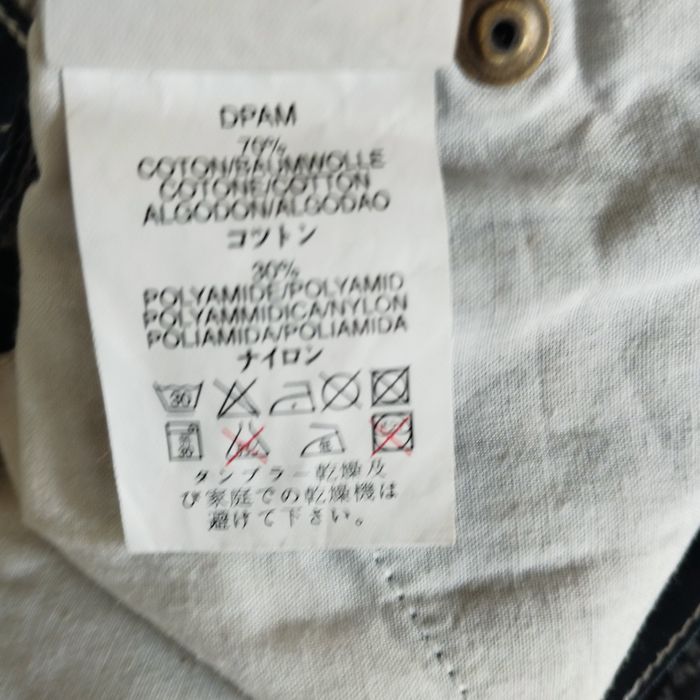 DPAM
70%
COTON/BAUMWOLLE
COTONE/COTTON
ALGODON/ALGODAO
コットン
30%
POLYAMIDE/POLYAMID
POLYAMMIDICA/NYLON
POLIAMIDA/POLIAMIDA
ナイロン
30
30
タンブラー乾燥及
び家庭での乾燥機は
避けて下さい。